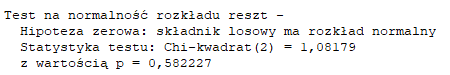 Test na normalność rozkładu reszt -
Hipoteza zerowa: składnik losowy ma rozkład normalny
Statystyka testu: Chi-kwadrat(2) = 1,08179
z wartością p = 0,582227